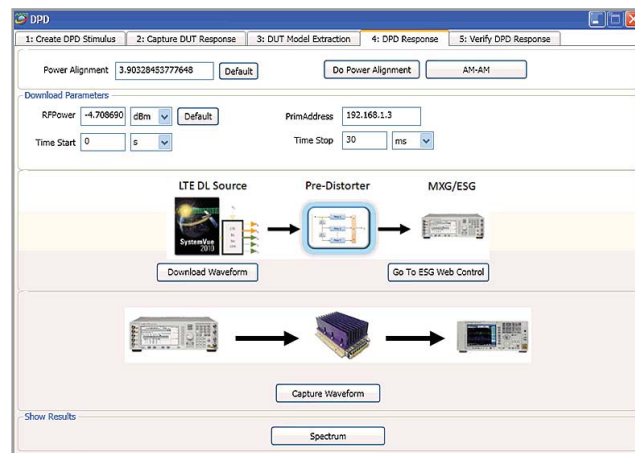 DPD
1: Create DPD Stimulus 2: Capture DUT Response 3: DUT Model Extraction 4: DPD Response 5: Verify DPD Response
Power Alignment 3.90328453777648 Default Do Power Alignment AM-AM
Download Parameters
RFPower -4.708690 dBm Default PrimAddress 192.168.1.3
Time Start 0 s Time Stop 30 ms
LTE DL Source Pre-Distorter MXG/ESG
SystemVue
2010
Download Waveform Go To ESG Web Control
Capture Waveform
Show Results
Spectrum